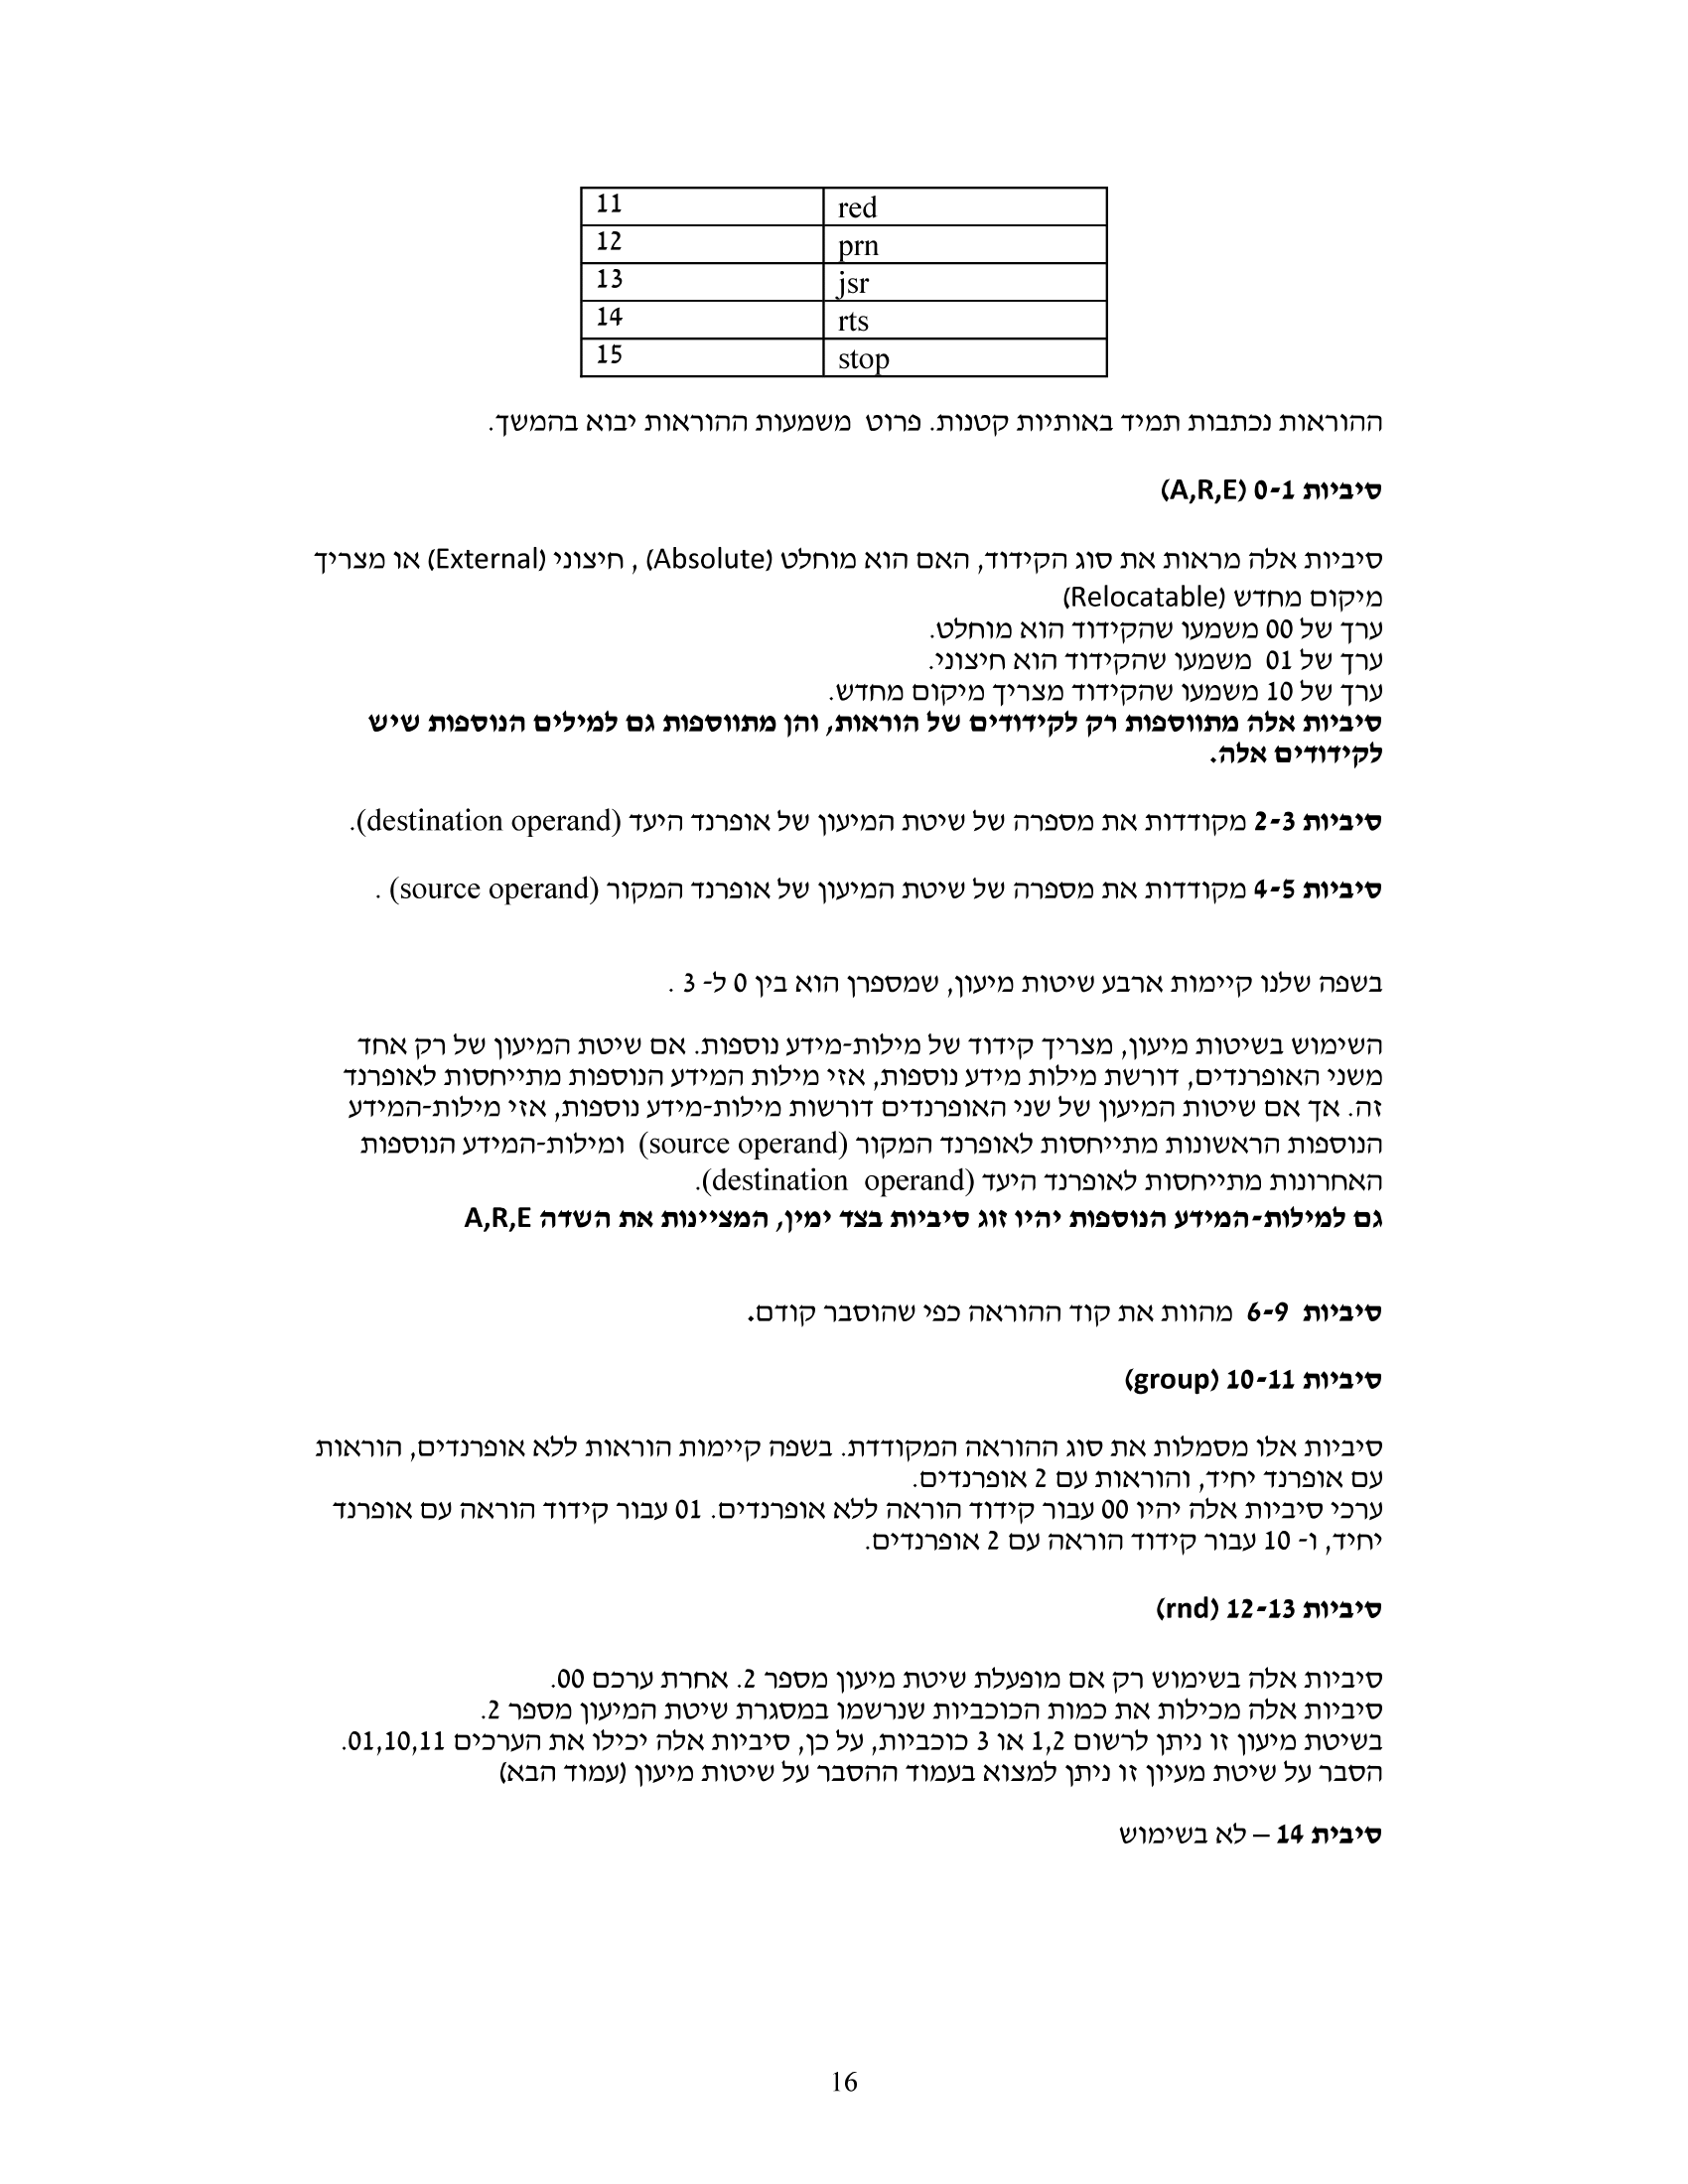 11 red
12 prn
13 jsr
14 rts
15 stop
ההוראות נכתבות תמיד באותיות קטנות. פרוט משמעות ההוראות יבוא בהמשך.
סיביות 0-1 (A,R,E)
סיביות אלה מראות את סוג הקידוד, האם הוא מוחלט (Absolute) , חיצוני (External) או מצריך
מיקום מחדש (Relocatable)
ערך של 00 משמעו שהקידוד הוא מוחלט.
ערך של 01 משמעו שהקידוד הוא חיצוני.
ערך של 10 משמעו שהקידוד מצריך מיקום מחדש.
סיביות אלה מתווספות רק לקידודים של הוראות, והן מתווספות גם למילים הנוספות שיש
לקידודים אלה.
סיביות 2-3 מקודדות את מספרה של שיטת המיעון של אופרנד היעד (destination operand).
סיביות 4-5 מקודדות את מספרה של שיטת המיעון של אופרנד המקור (source operand) .
בשפה שלנו קיימות ארבע שיטות מיעון, שמספרן הוא בין 0 ל- 3 .
השימוש בשיטות מיעון, מצריך קידוד של מילות-מידע נוספות. אם שיטת המיעון של רק אחד
משני האופרנדים, דורשת מילות מידע נוספות, אזי מילות המידע הנוספות מתייחסות לאופרנד
זה. אך אם שיטות המיעון של שני האופרנדים דורשות מילות-מידע נוספות, אזי מילות-המידע
הנוספות הראשונות מתייחסות לאופרנד המקור (source operand) ומילות-המידע הנוספות
האחרונות מתייחסות לאופרנד היעד (destination operand).
גם למילות-המידע הנוספות יהיו זוג סיביות בצד ימין, המציינות את השדה A,R,E
סיביות 6-9 מהוות את קוד ההוראה כפי שהוסבר קודם.
סיביות 10-11 (group)
סיביות אלו מסמלות את סוג ההוראה המקודדת. בשפה קיימות הוראות ללא אופרנדים, הוראות
עם אופרנד יחיד, והוראות עם 2 אופרנדים.
ערכי סיביות אלה יהיו 00 עבור קידוד הוראה ללא אופרנדים. 01 עבור קידוד הוראה עם אופרנד
יחיד, ו- 10 עבור קידוד הוראה עם 2 אופרנדים.
סיביות 12-13 (rnd)
סיביות אלה בשימוש רק אם מופעלת שיטת מיעון מספר 2. אחרת ערכם 00.
סיביות אלה מכילות את כמות הכוכביות שנרשמו במסגרת שיטת המיעון מספר 2.
בשיטת מיעון זו ניתן לרשום 1,2 או 3 כוכביות, על כן, סיביות אלה יכילו את הערכים 01,10,11.
הסבר על שיטת מעיון זו ניתן למצוא בעמוד ההסבר על שיטות מיעון (עמוד הבא)
סיבית 14 – לא בשימוש
16